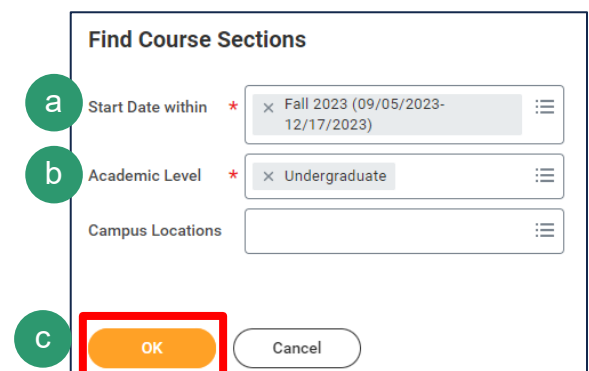 Find Course Sections
a
Start Date within * × Fall 2023 (09/05/2023-
12/17/2023)
b
Academic Level * × Undergraduate
Campus Locations
c
OK Cancel